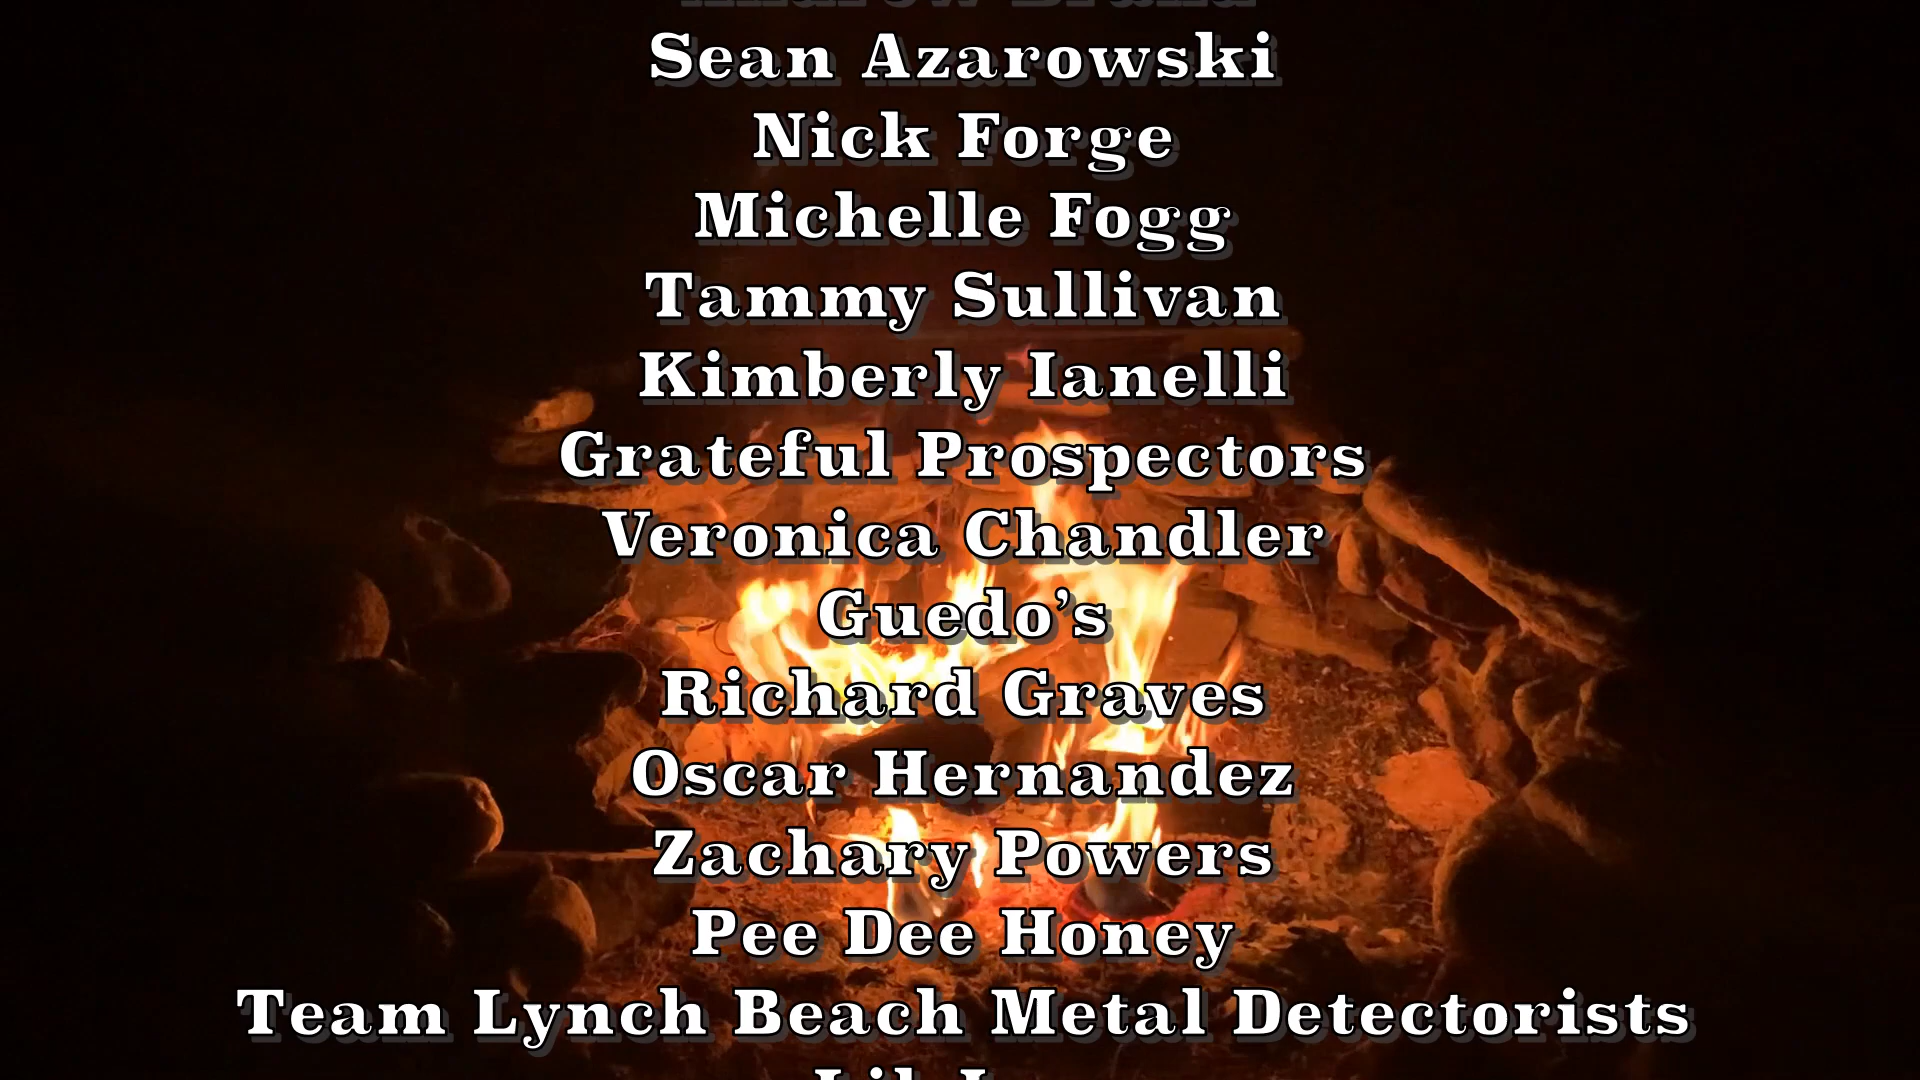 Sean Azarowski
Nick Forge
Michelle Fogg
Tammy Sullivan
Kimberly Ianelli
Grateful Prospectors
Veronica Chandler
Guedo’s
Richard Graves
Oscar Hernandez
Zachary Powers
Pee Dee Honey
Team Lynch Beach Metal Detectorists